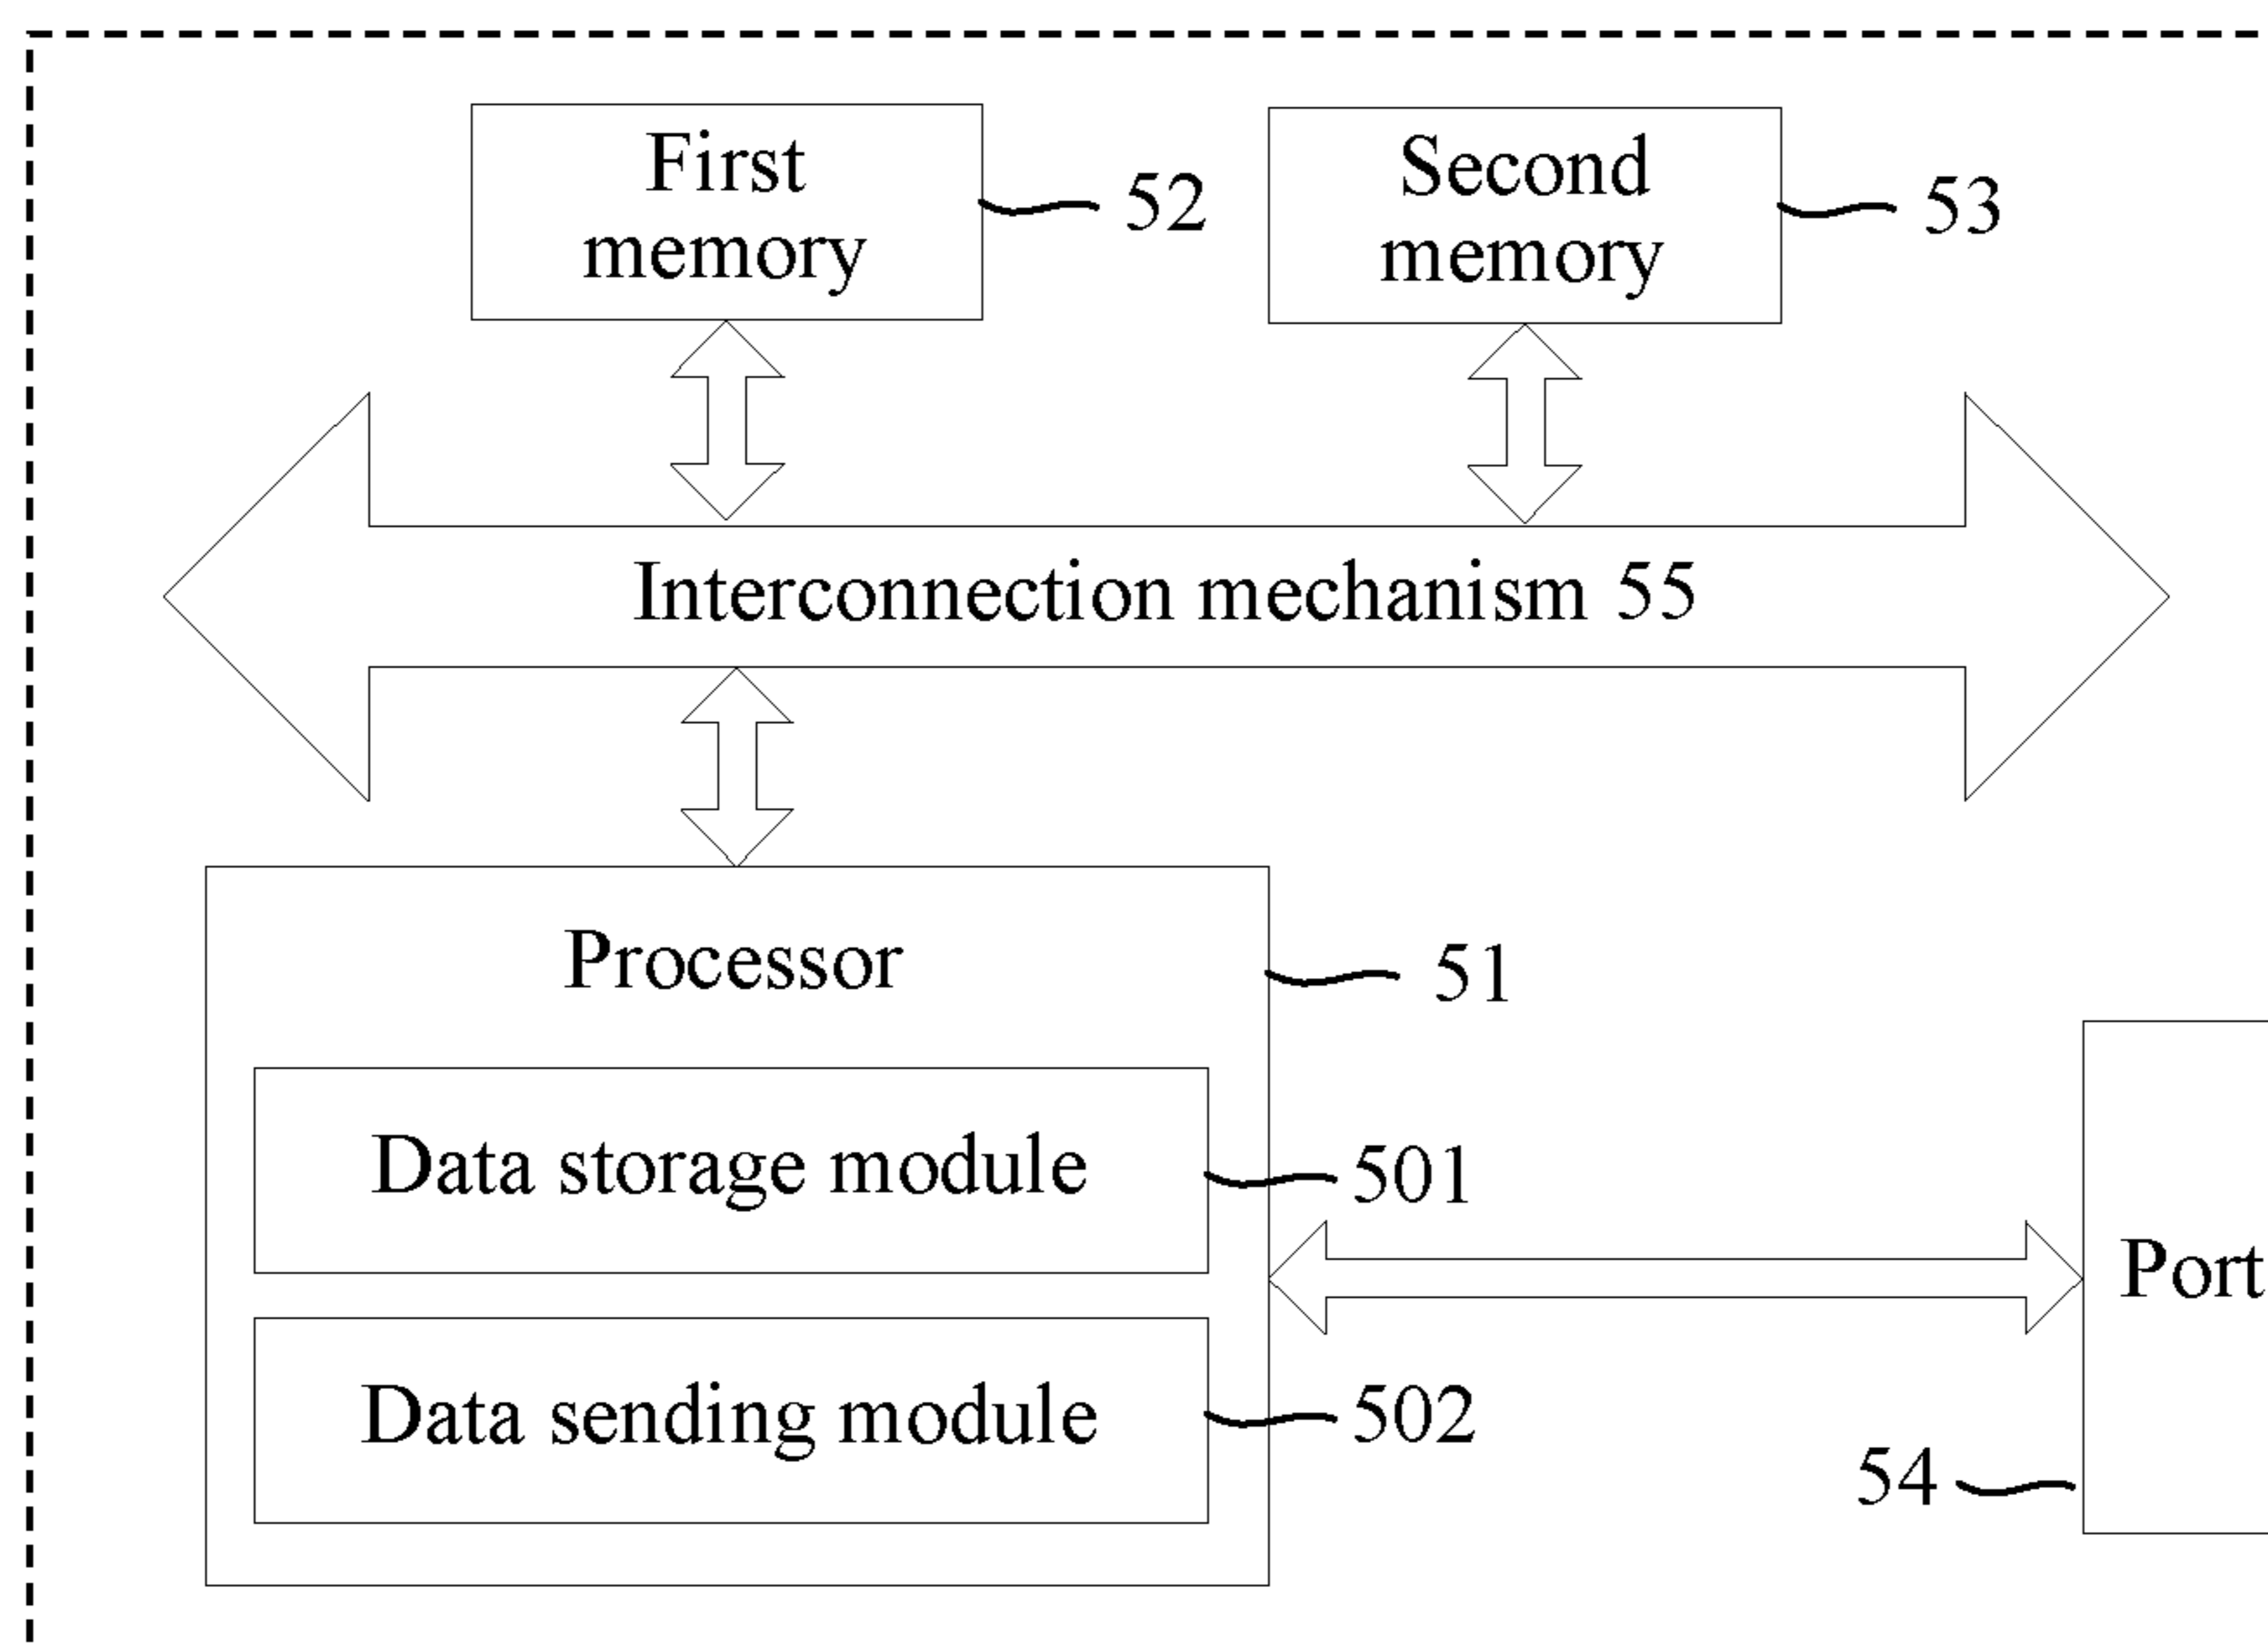 First
memory
52
Second
memory
53
Interconnection mechanism 55
Processor
51
Data storage module
501
Port
Data sending module
502
54